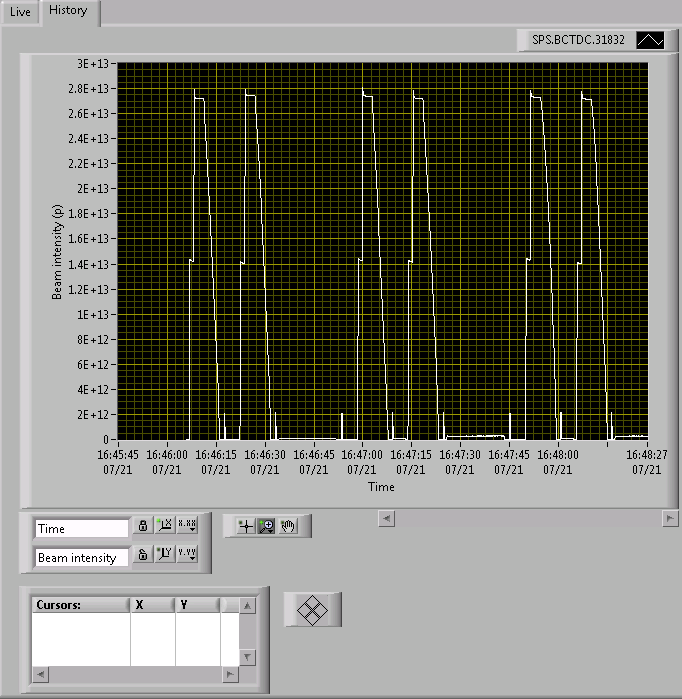 Live History
SPS.BCTDC.31832
3E+13
2.8E+13
2.6E+13
2.4E+13
2.2E+13
2E+13
1.8E+13
1.6E+13
1.4E+13
1.2E+13
1E+13
8E+12
6E+12
4E+12
2E+12
0
Beam intensity (p)
16:45:45 16:46:00 16:46:15 16:46:30 16:46:45 16:47:00 16:47:15 16:47:30 16:47:45 16:48:00 16:48:27
07/21 07/21 07/21 07/21 07/21 07/21 07/21 07/21 07/21 07/21 07/21
Time
Time X X.XX
Beam intensity Y Y.YY
Cursors: X Y